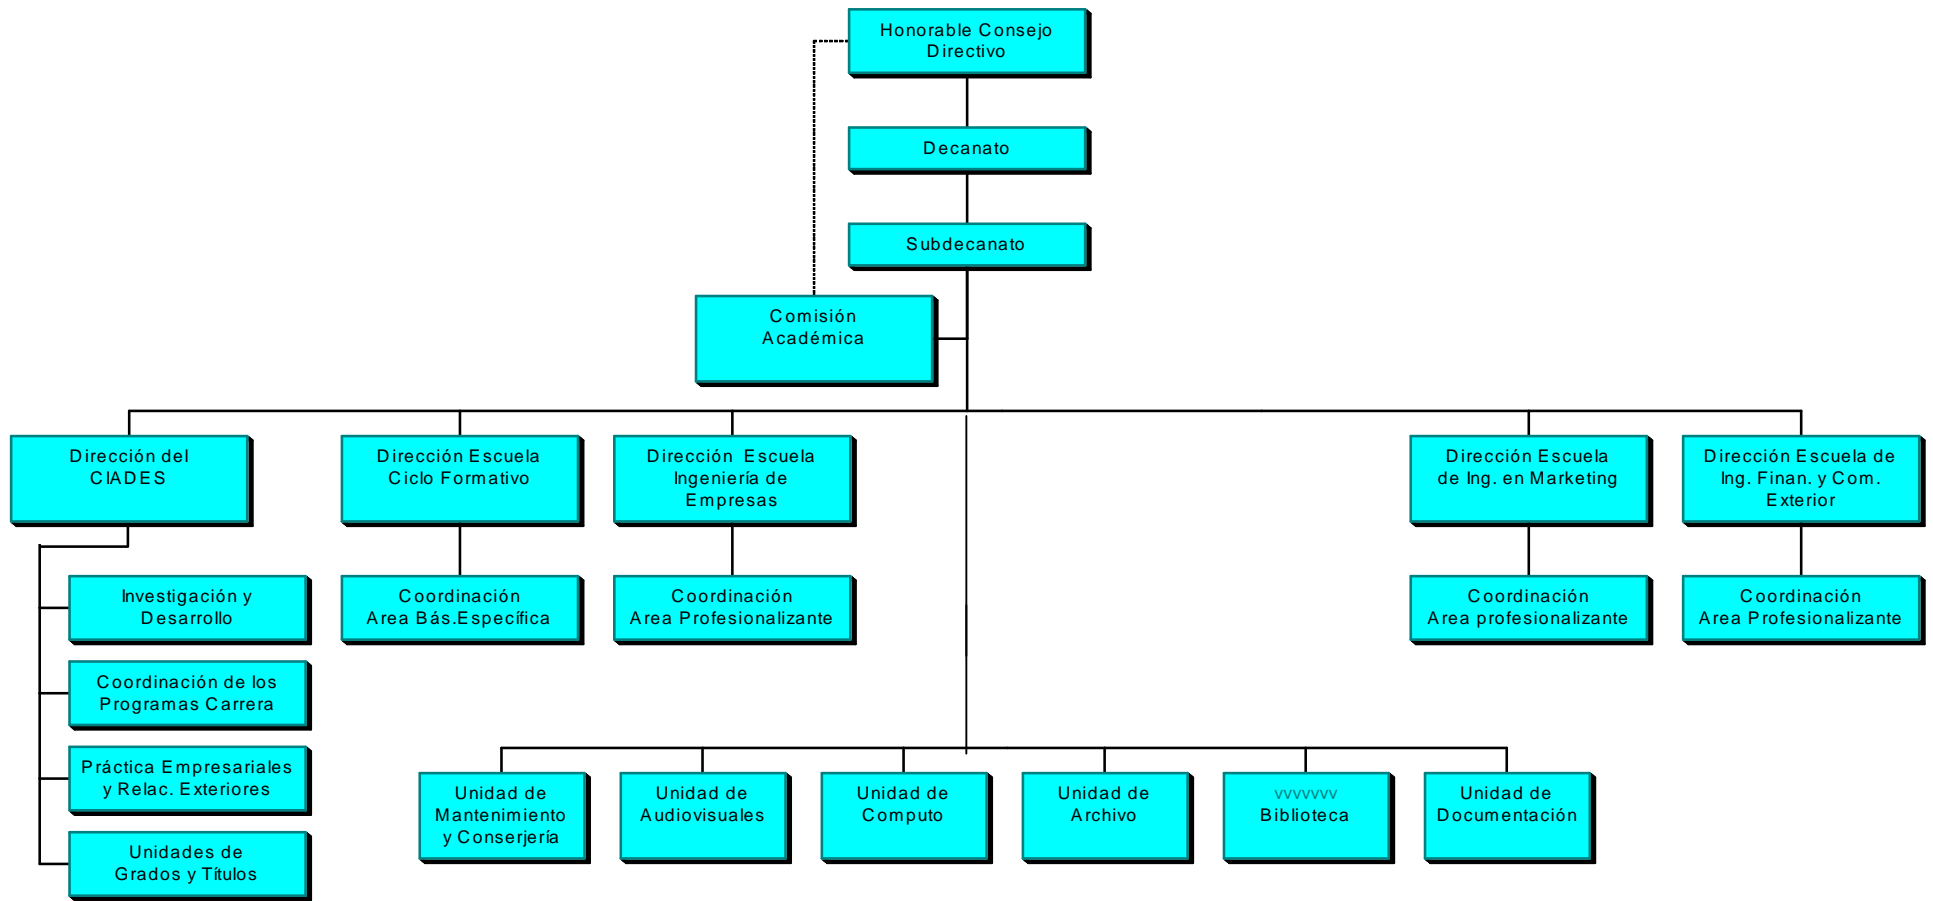 Honorable Consejo
Directivo
Decanato
Subdecanato
Comisión
Académica
Dirección del
CIADES
Dirección Escuela
Ciclo Formativo
Dirección Escuela
Ingeniería de
Empresas
Dirección Escuela
de Ing. en Marketing
Dirección Escuela de
Ing. Finan. y Com.
Exterior
Investigación y
Desarrollo
Coordinación de los
Programas Carrera
Práctica Empresariales
y Relac. Exteriores
Unidades de
Grados y Títulos
Coordinación
Area Bás.Específica
Coordinación
Area Profesionalizante
Coordinación
Area profesionalizante
Coordinación
Area Profesionalizante
Unidad de
Mantenimiento
y Conserjería
Unidad de
Audiovisuales
Unidad de
Computo
Unidad de
Archivo
vvvvvvv
Biblioteca
Unidad de
Documentación